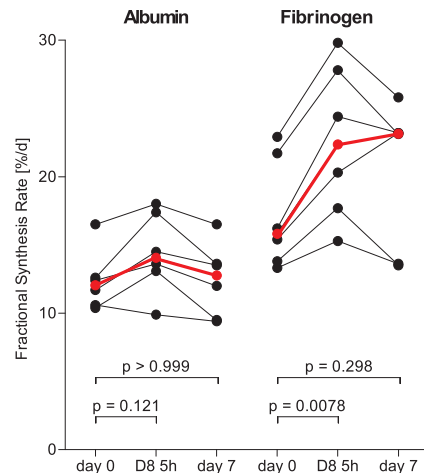 Albumin Fibrinogen
Fractional Synthesis Rate [%/d]
30
20
10
0
p > 0.999 p = 0.298
p = 0.121 p = 0.0078
day 0 D8 5h day 7 day 0 D8 5h day 7